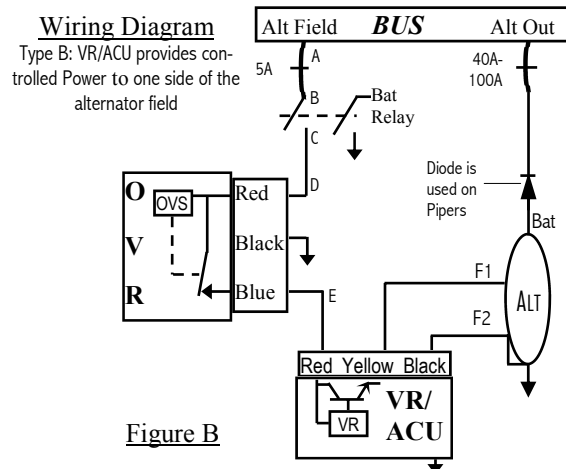 Wiring Diagram
Type B: VR/ACU provides con-
trolled Power to one side of the
alternator field
Alt Field BUS Alt Out
5A
A
40A-
100A
B
Bat
Relay
C
D
Diode is
used on
Pipers
Bat
O
V
R
OVS
Red
Black
Blue
E
F1
F2
ALT
Red Yellow Black
VR
VR/
ACU
Figure B